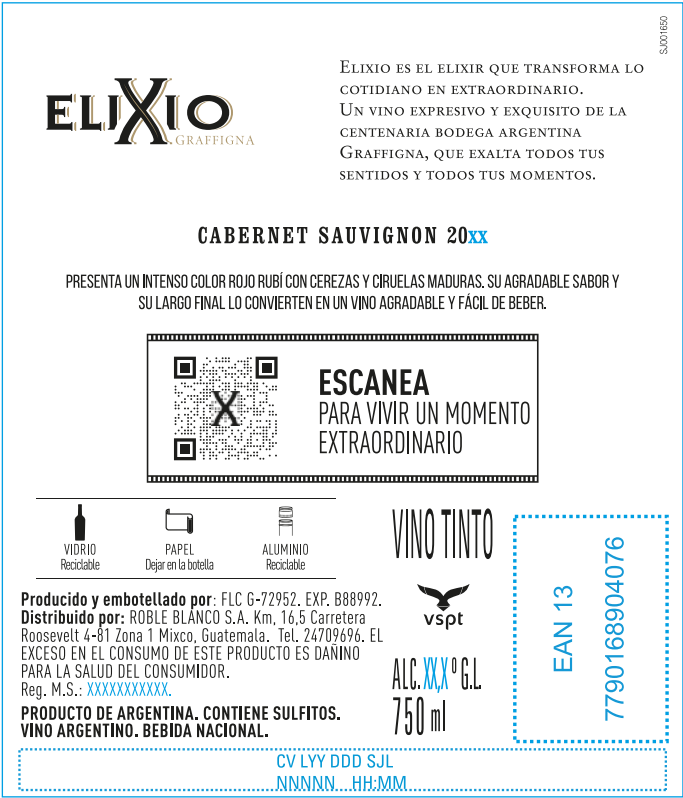 SJ001650
ELIXIO
GRAFFIGNA
Elixio es el elixir que transforma lo
cotidiano en extraordinario.
Un vino expresivo y exquisito de la
centenaria bodega argentina
Graffigna, que exalta todos tus
sentidos y todos tus momentos.
CABERNET SAUVIGNON 20xx
PRESENTA UN INTENSO COLOR ROJO RUBÍ CON CEREZAS Y CIRUELAS MADURAS. SU AGRADABLE SABOR Y
SU LARGO FINAL LO CONVIERTEN EN UN VINO AGRADABLE Y FÁCIL DE BEBER.
X
ESCANEA
PARA VIVIR UN MOMENTO
EXTRAORDINARIO
VIDRIO
Reciclable
PAPEL
Dejar en la botella
ALUMINIO
Reciclable
Producido y embotellado por: FLC G-72952. EXP. B88992.
Distribuido por: ROBLE BLANCO S.A. Km, 16,5 Carretera
Roosevelt 4-81 Zona 1 Mixco, Guatemala. Tel. 24709696. EL
EXCESO EN EL CONSUMO DE ESTE PRODUCTO ES DAÑINO
PARA LA SALUD DEL CONSUMIDOR.
Reg. M.S.: XXXXXXXXXXX.
PRODUCTO DE ARGENTINA. CONTIENE SULFITOS.
VINO ARGENTINO. BEBIDA NACIONAL.
VINO TINTO
vspt
ALC. XX,X º G.L.
750 ml
EAN 13
7790168904076
CV LYY DDD SJL
NNNNN HH:MM